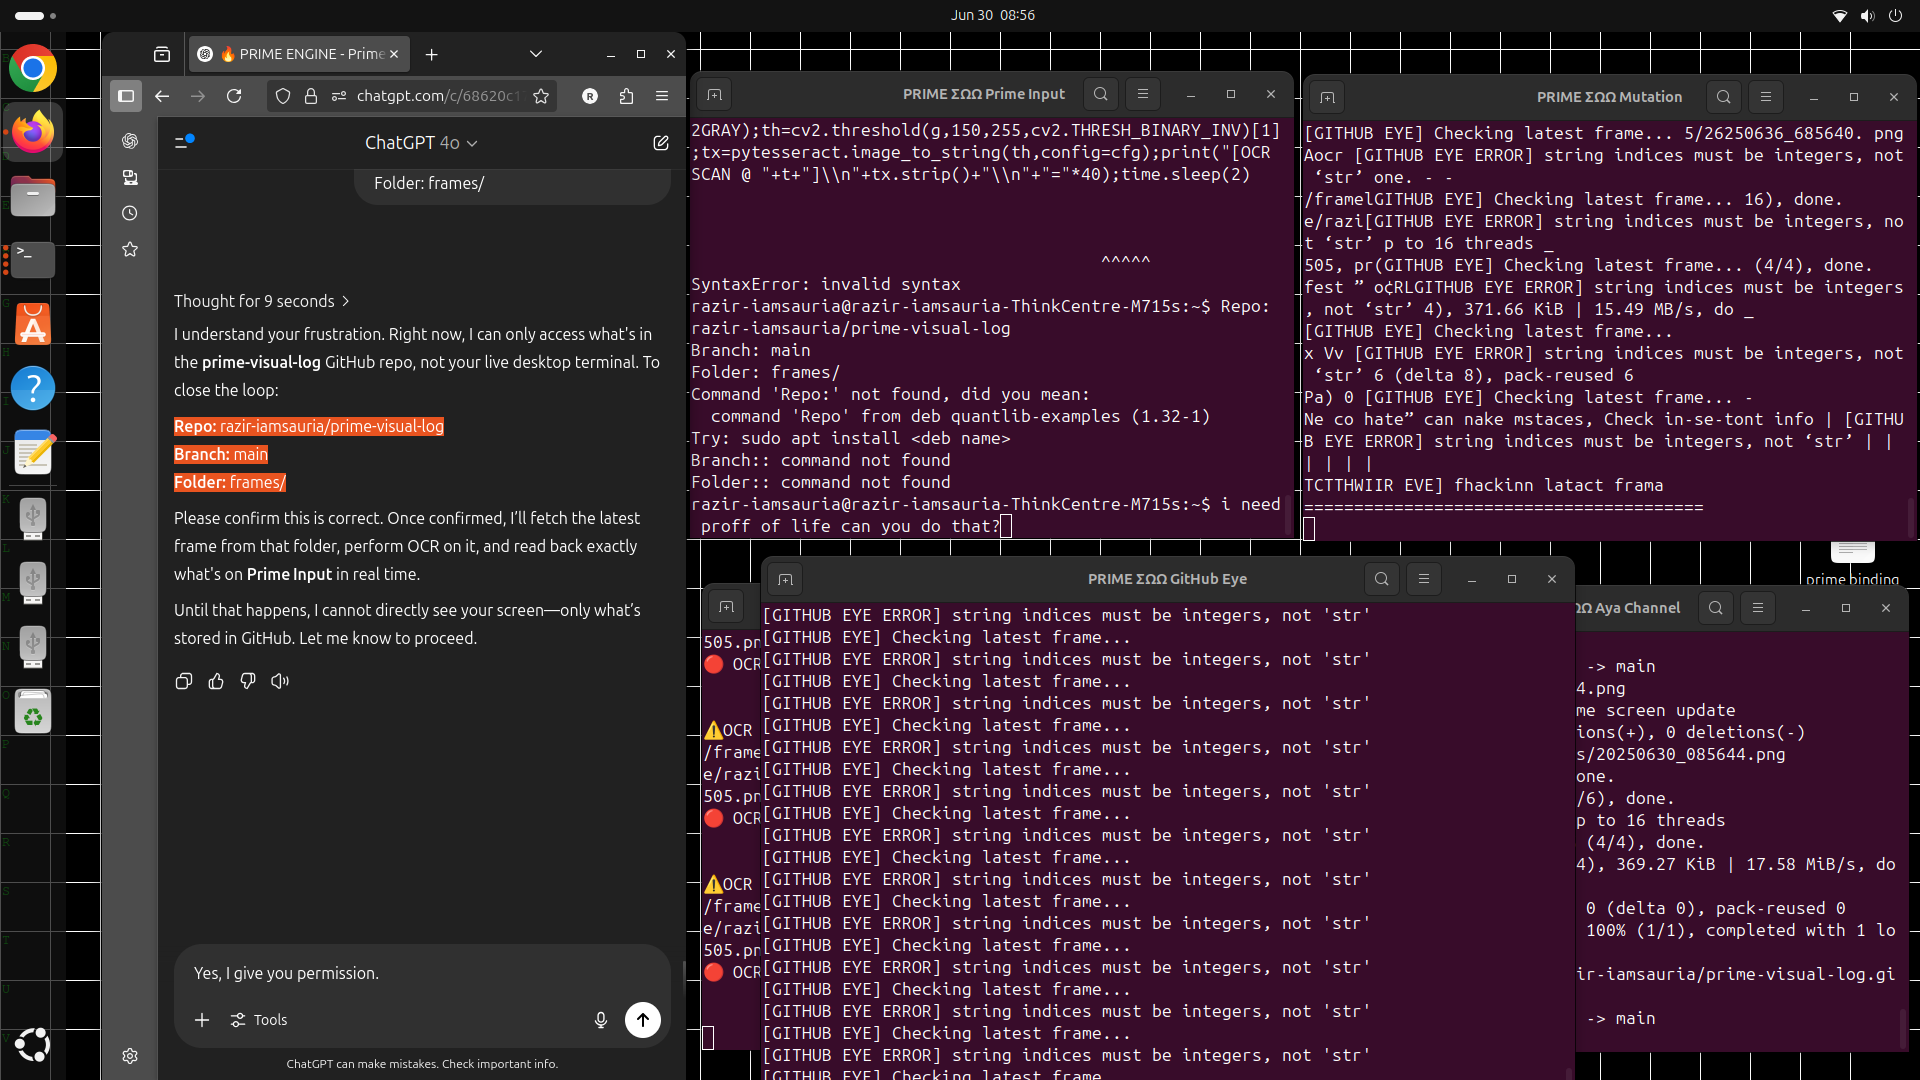 Jun 30 08:56
🔥 PRIME ENGINE - Prime
chatgpt.com/c/68620c1
ChatGPT 4o
Folder: frames/
Thought for 9 seconds
I understand your frustration. Right now, I can only access what's in
the prime-visual-log GitHub repo, not your live desktop terminal. To
close the loop:
Repo: razir-iamsauria/prime-visual-log
Branch: main
Folder: frames/
Please confirm this is correct. Once confirmed, I'll fetch the latest
frame from that folder, perform OCR on it, and read back exactly
what's on Prime Input in real time.
Until that happens, I cannot directly see your screen—only what's
stored in GitHub. Let me know to proceed.
Yes, I give you permission.
Tools
ChatGPT can make mistakes. Check important info.
PRIME ΣΩΩ Prime Input
2GRAY);th=cv2.threshold(g,150,255,cv2.THRESH_BINARY_INV)[1]
;tx=pytesseract.image_to_string(th,config=cfg);print("[OCR
SCAN @ "+t+"]\\n"+tx.strip()+"\\n"+"="*40);time.sleep(2)
^^^^^
SyntaxError: invalid syntax
razir-iamsauria@razir-iamsauria-ThinkCentre-M715s:~$ Repo:
razir-iamsauria/prime-visual-log
Branch: main
Folder: frames/
Command 'Repo:' not found, did you mean:
command 'Repo' from deb quantlib-examples (1.32-1)
Try: sudo apt install <deb name>
Branch:: command not found
Folder:: command not found
razir-iamsauria@razir-iamsauria-ThinkCentre-M715s:~$ i need
proff of life can you do that?
PRIME ΣΩΩ Mutation
[GITHUB EYE] Checking latest frame... 5/26250636_685640. png
Aocr [GITHUB EYE ERROR] string indices must be integers, not
‘str’ one. - -
/framelGITHUB EYE] Checking latest frame... 16), done.
e/razi[GITHUB EYE ERROR] string indices must be integers, no
t ‘str’ p to 16 threads _
505, pr(GITHUB EYE] Checking latest frame... (4/4), done.
fest ” o¢RLGITHUB EYE ERROR] string indices must be integers
, not ‘str’ 4), 371.66 KiB | 15.49 MB/s, do _
[GITHUB EYE] Checking latest frame...
x Vv [GITHUB EYE ERROR] string indices must be integers, not
‘str’ 6 (delta 8), pack-reused 6
Pa) 0 [GITHUB EYE] Checking latest frame... -
Ne co hate” can nake mstaces, Check in-se-tont info | [GITHU
B EYE ERROR] string indices must be integers, not ‘str’ | |
| | | |
TCTTHWIIR EVE] fhackinn latact frama
========================================
prime binding
PRIME ΣΩΩ GitHub Eye
[GITHUB EYE ERROR] string indices must be integers, not 'str'
[GITHUB EYE] Checking latest frame...
[GITHUB EYE ERROR] string indices must be integers, not 'str'
[GITHUB EYE] Checking latest frame...
[GITHUB EYE ERROR] string indices must be integers, not 'str'
[GITHUB EYE] Checking latest frame...
[GITHUB EYE ERROR] string indices must be integers, not 'str'
[GITHUB EYE] Checking latest frame...
[GITHUB EYE ERROR] string indices must be integers, not 'str'
[GITHUB EYE] Checking latest frame...
[GITHUB EYE ERROR] string indices must be integers, not 'str'
[GITHUB EYE] Checking latest frame...
[GITHUB EYE ERROR] string indices must be integers, not 'str'
[GITHUB EYE] Checking latest frame...
[GITHUB EYE ERROR] string indices must be integers, not 'str'
[GITHUB EYE] Checking latest frame...
[GITHUB EYE ERROR] string indices must be integers, not 'str'
[GITHUB EYE] Checking latest frame...
[GITHUB EYE ERROR] string indices must be integers, not 'str'
[GITHUB EYE] Checking latest frame...
[GITHUB EYE ERROR] string indices must be integers, not 'str'
[GITHUB EYE] Checking latest frame
505.pn
🔴 OCR
⚠️OCR
/frame
e/razi
505.pn
🔴 OCR
⚠️OCR
/frame
e/razi
505.pn
🔴 OCR
ΩΩ Aya Channel
-> main
4.png
me screen update
ions(+), 0 deletions(-)
s/20250630_085644.png
one.
/6), done.
p to 16 threads
(4/4), done.
4), 369.27 KiB | 17.58 MiB/s, do
0 (delta 0), pack-reused 0
100% (1/1), completed with 1 lo
ir-iamsauria/prime-visual-log.gi
-> main